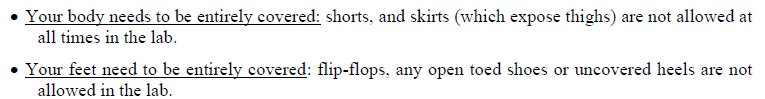 • Your body needs to be entirely covered: shorts, and skirts (which expose thighs) are not allowed at
all times in the lab.
• Your feet need to be entirely covered: flip-flops, any open toed shoes or uncovered heels are not
allowed in the lab.